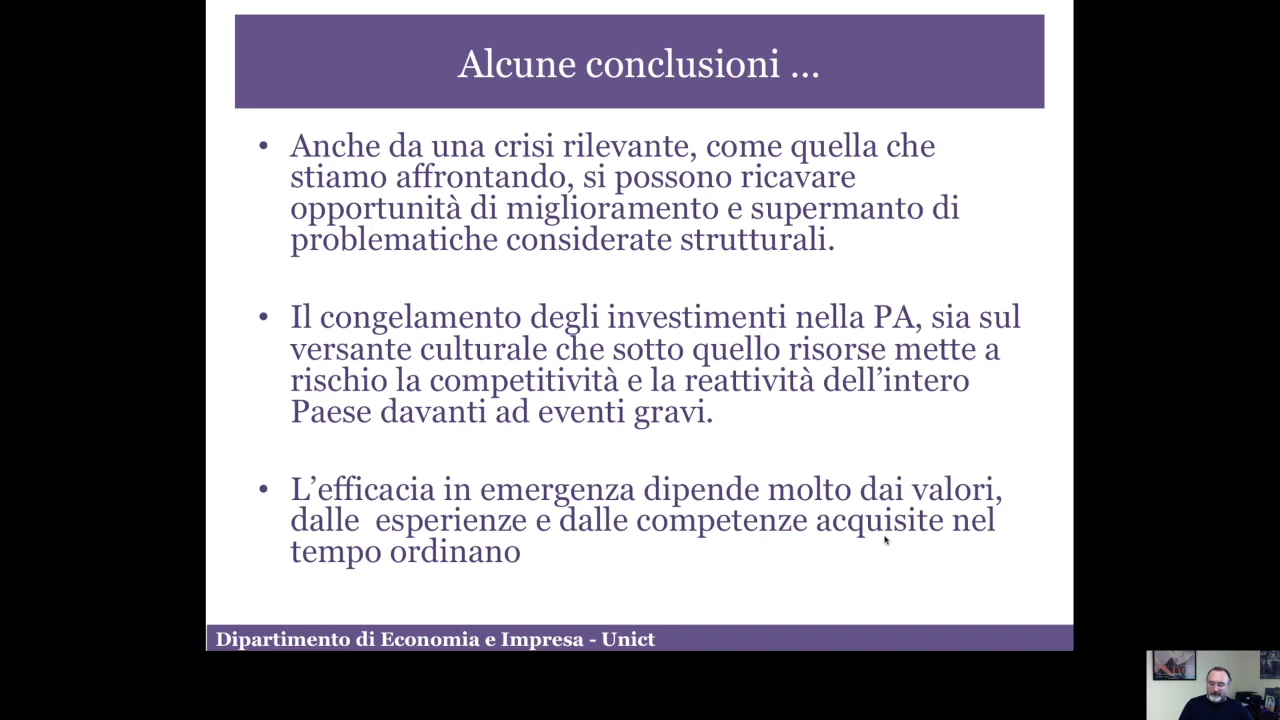 Alcune conclusioni ...
• Anche da una crisi rilevante, come quella che
stiamo affrontando, si possono ricavare
opportunità di miglioramento e supermanto di
problematiche considerate strutturali.
• Il congelamento degli investimenti nella PA, sia sul
versante culturale che sotto quello risorse mette a
rischio la competitività e la reattività dell'intero
Paese davanti ad eventi gravi.
• L'efficacia in emergenza dipende molto dai valori,
dalle  esperienze e dalle competenze acquisite nel
tempo ordinano
Dipartimento di Economia e Impresa - Unict